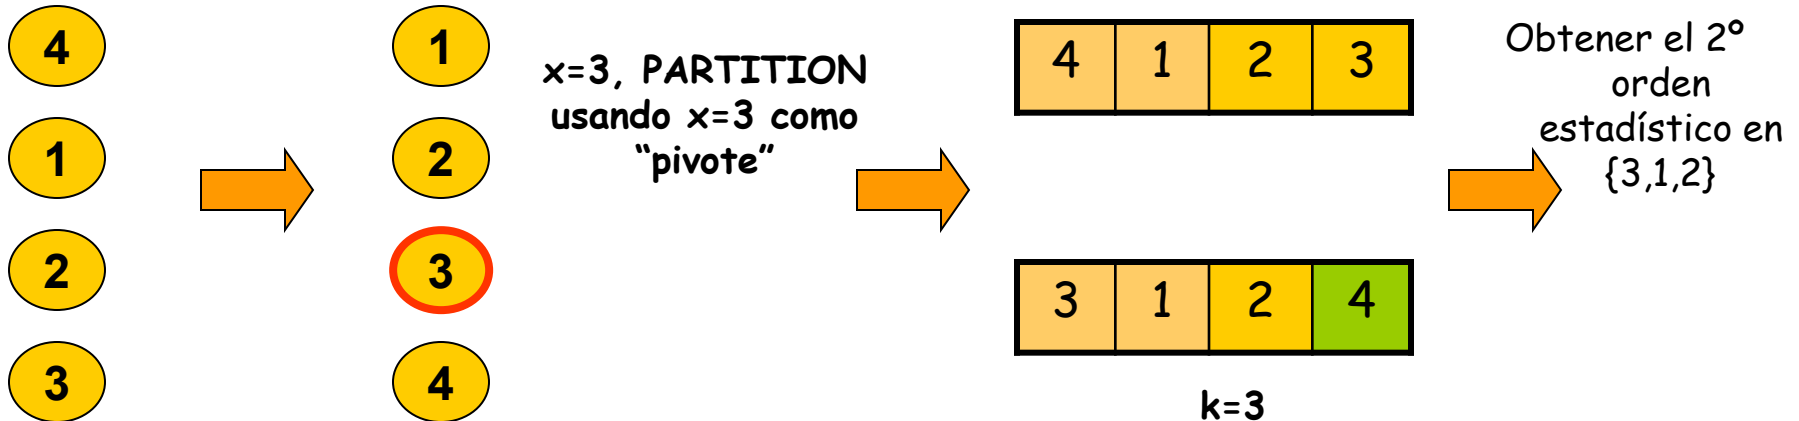 4
1
2
3
1
2
3
4
x=3, PARTITION
usando x=3 como
“pivote”
4 1 2 3
3 1 2 4
k=3
Obtener el 2º
orden
estadístico en
{3,1,2}